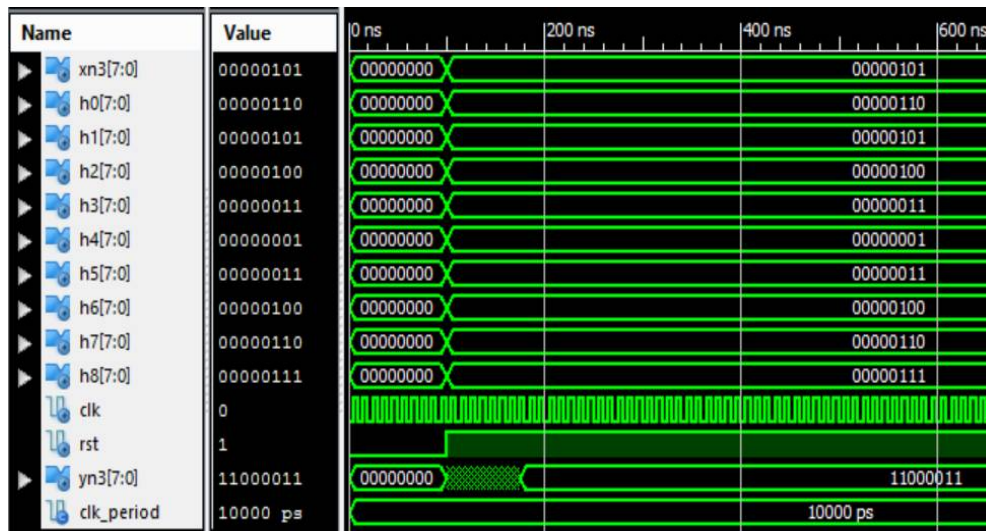 Name Value 0 ns 200 ns 400 ns 600 ns
xn3[7:0] 00000101 00000000 00000101
h0[7:0] 00000110 00000000 00000110
h1[7:0] 00000101 00000000 00000101
h2[7:0] 00000100 00000000 00000100
h3[7:0] 00000011 00000000 00000011
h4[7:0] 00000001 00000000 00000001
h5[7:0] 00000011 00000000 00000011
h6[7:0] 00000100 00000000 00000100
h7[7:0] 00000110 00000000 00000110
h8[7:0] 00000111 00000000 00000111
clk 0
rst 1
yn3[7:0] 11000011 00000000 11000011
clk_period 10000 ps 10000 ps